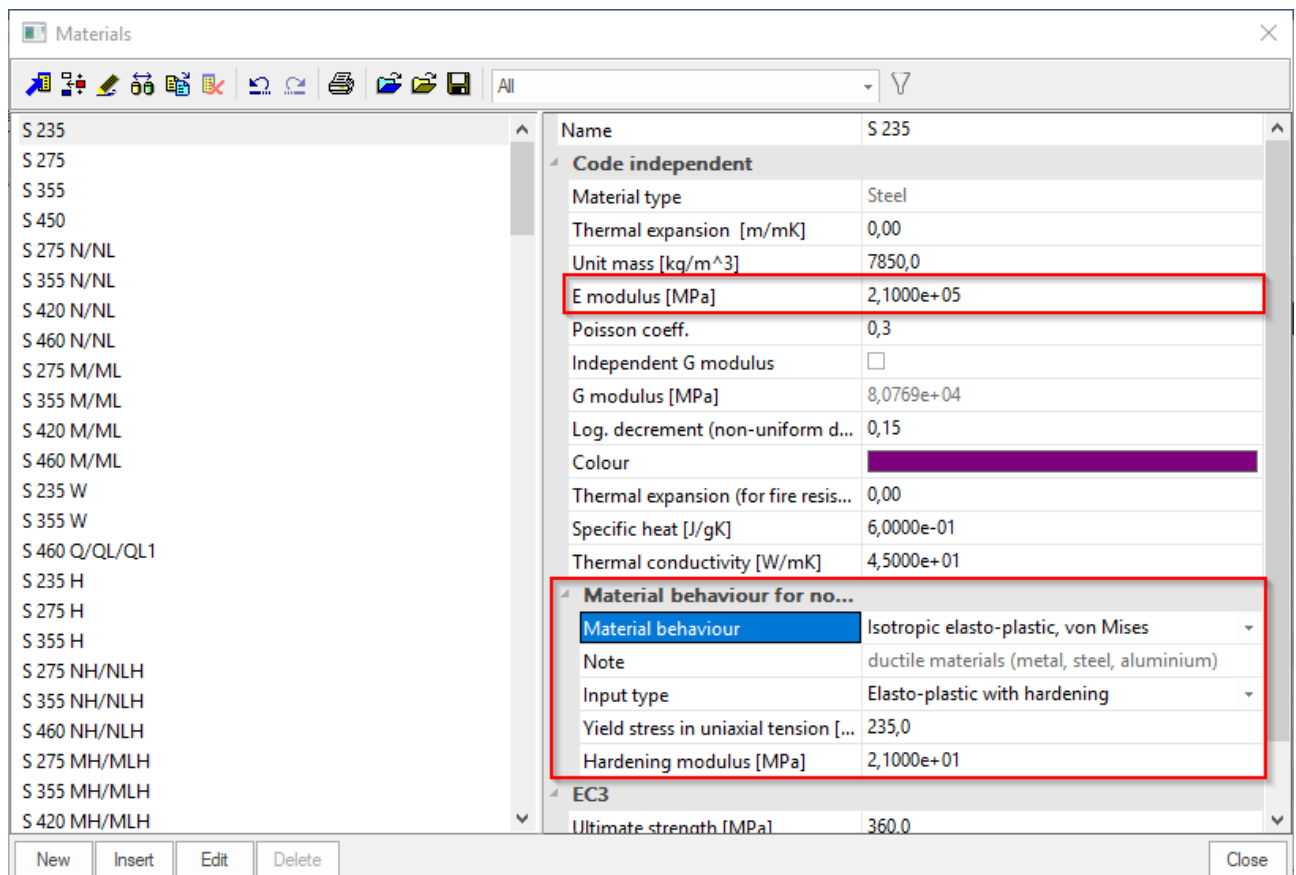 Materials
All
S 235
S 275
S 355
S 450
S 275 N/NL
S 355 N/NL
S 420 N/NL
S 460 N/NL
S 275 M/ML
S 355 M/ML
S 420 M/ML
S 460 M/ML
S 235 W
S 355 W
S 460 Q/QL/QL1
S 235 H
S 275 H
S 355 H
S 275 NH/NLH
S 355 NH/NLH
S 460 NH/NLH
S 275 MH/MLH
S 355 MH/MLH
S 420 MH/MLH
Name S 235
Code independent
Material type Steel
Thermal expansion [m/mK] 0,00
Unit mass [kg/m^3] 7850,0
E modulus [MPa] 2,1000e+05
Poisson coeff. 0,3
Independent G modulus
G modulus [MPa] 8,0769e+04
Log. decrement (non-uniform d... 0,15
Colour
Thermal expansion (for fire resis... 0,00
Specific heat [J/gK] 6,0000e-01
Thermal conductivity [W/mK] 4,5000e+01
Material behaviour for no...
Material behaviour Isotropic elasto-plastic, von Mises
Note ductile materials (metal, steel, aluminium)
Input type Elasto-plastic with hardening
Yield stress in uniaxial tension [... 235,0
Hardening modulus [MPa] 2,1000e+01
EC3
Ultimate strength [MPa] 360,0
New Insert Edit Delete Close